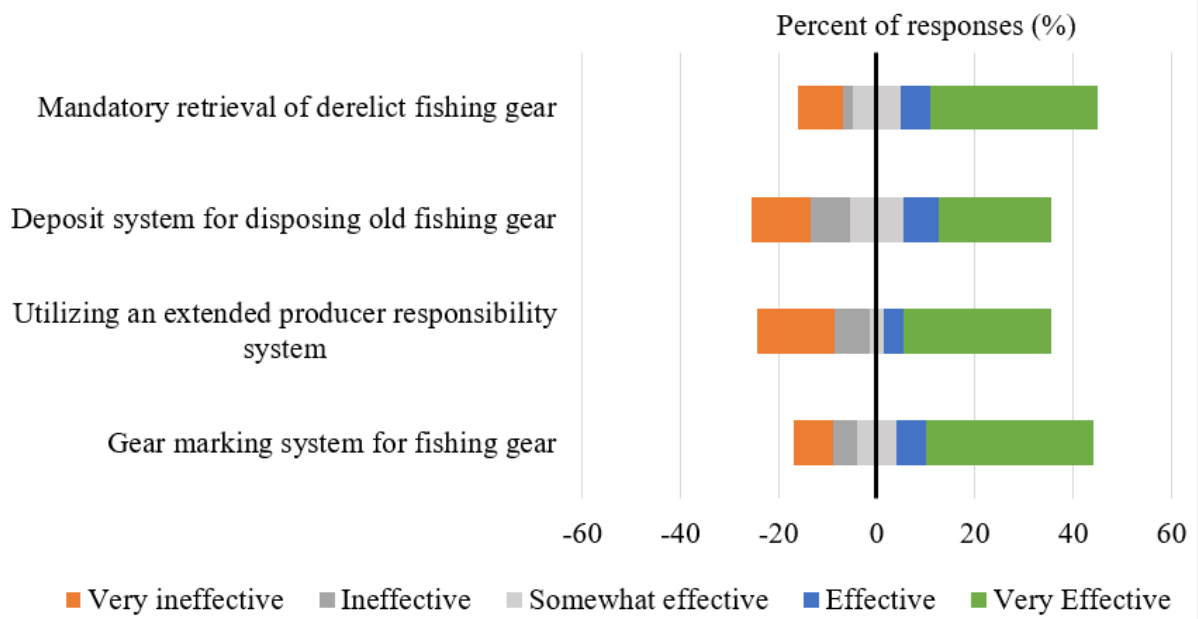 Percent of responses (%)
Mandatory retrieval of derelict fishing gear
Deposit system for disposing old fishing gear
Utilizing an extended producer responsibility
system
Gear marking system for fishing gear
-60 -40 -20 0 20 40 60
Very ineffective Ineffective Somewhat effective Effective Very Effective